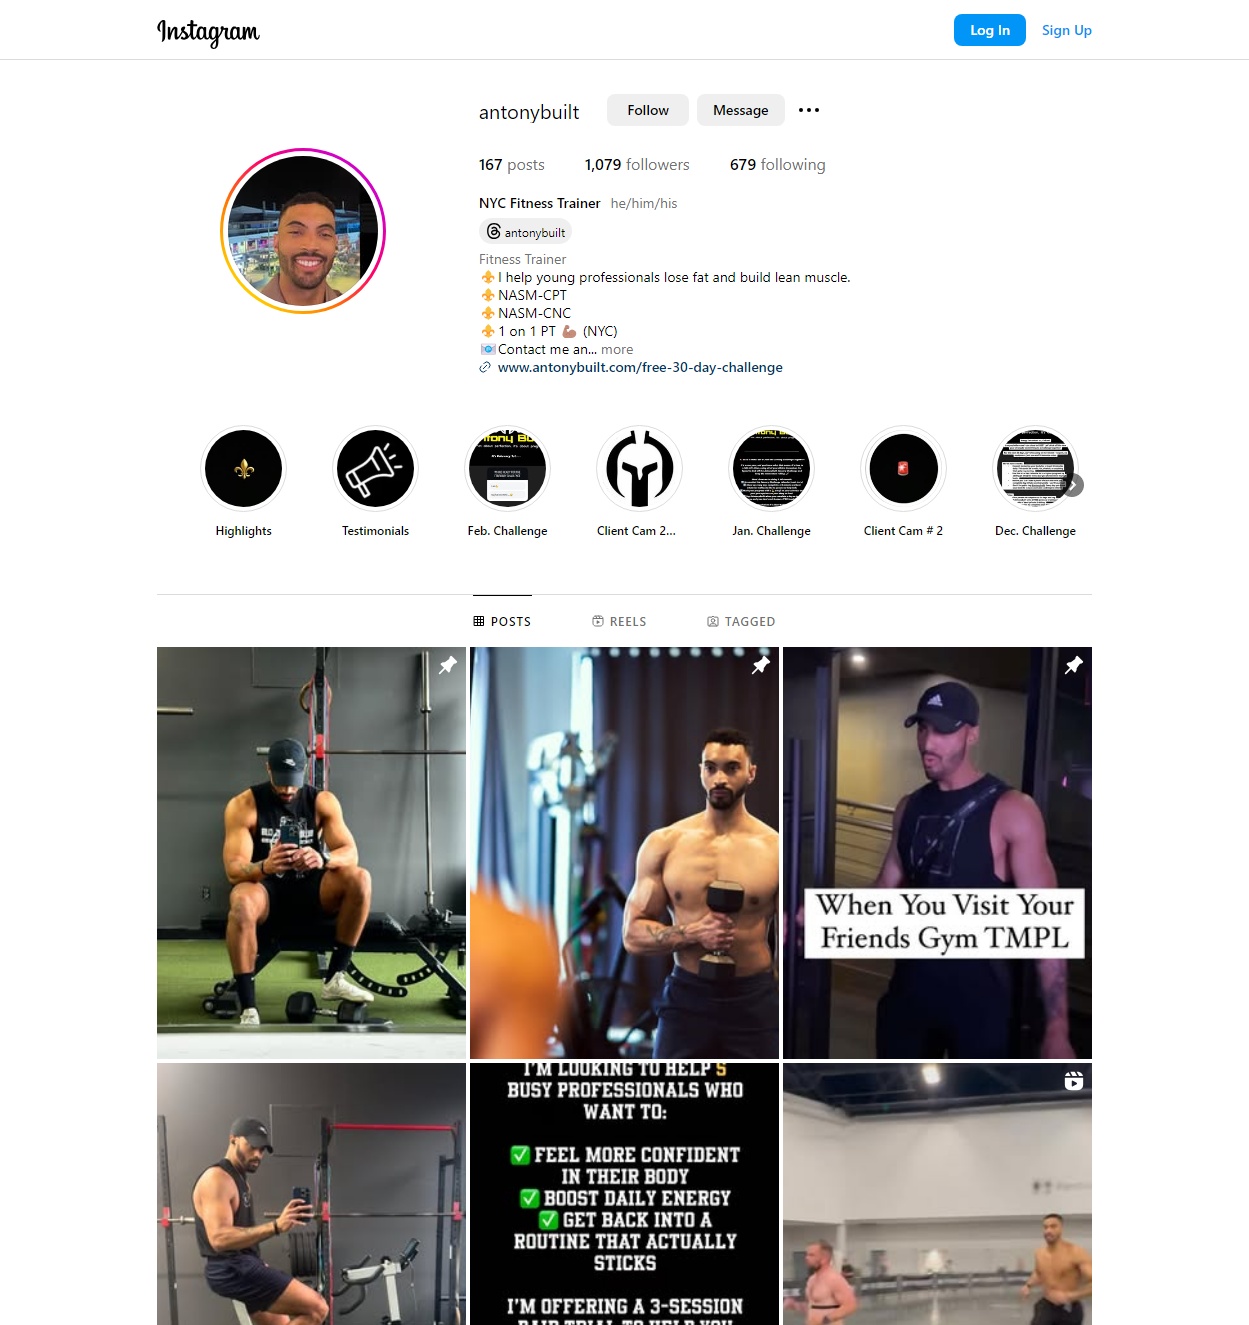 Instagram
Log In
Sign Up
antonybuilt
Follow
Message
167 posts
1,079 followers
679 following
NYC Fitness Trainer he/him/his
antonybuilt
Fitness Trainer
I help young professionals lose fat and build lean muscle.
NASM-CPT
NASM-CNC
1 on 1 PT 💪🏽 (NYC)
Contact me an... more
www.antonybuilt.com/free-30-day-challenge
Highlights
Testimonials
Feb. Challenge
Client Cam 2...
Jan. Challenge
Client Cam # 2
Dec. Challenge
POSTS
REELS
TAGGED
When You Visit Your
Friends Gym TMPL
I'M LOOKING TO HELP 5
BUSY PROFESSIONALS WHO
WANT TO:
✅ FEEL MORE CONFIDENT
IN THEIR BODY
✅ BOOST DAILY ENERGY
✅ GET BACK INTO A
ROUTINE THAT ACTUALLY
STICKS
I'M OFFERING A 3-SESSION